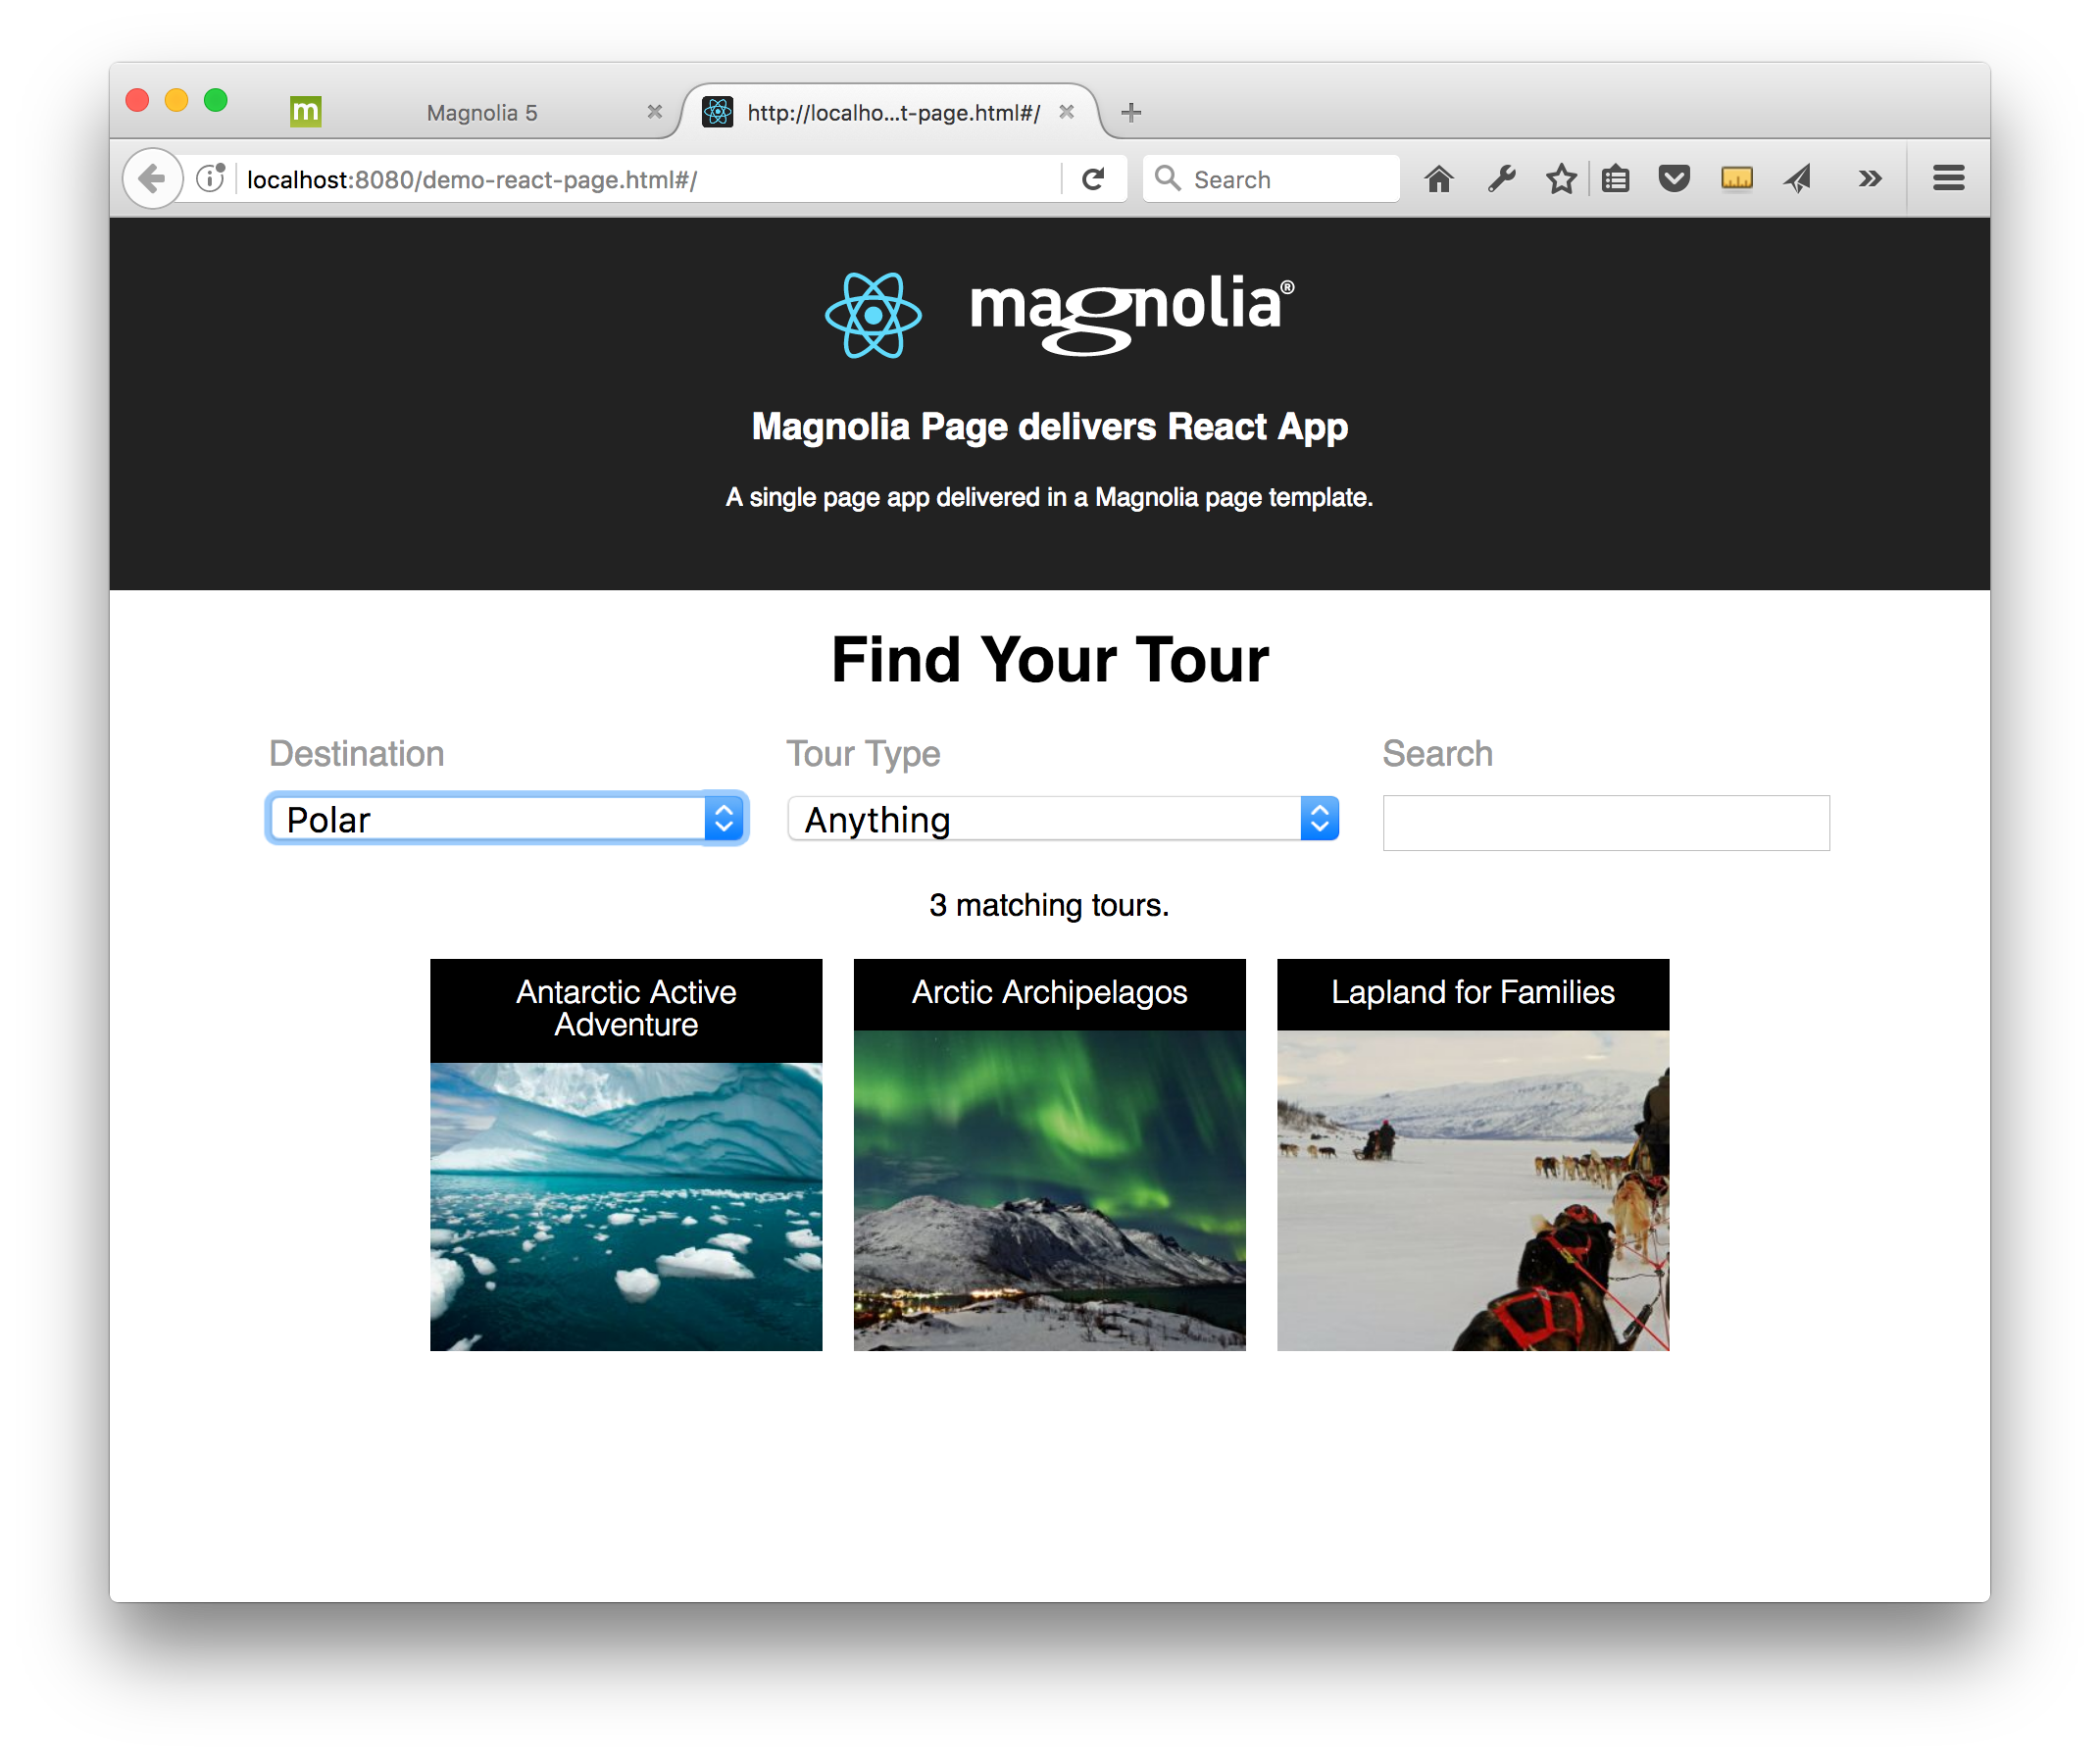 m Magnolia 5
http://localho...t-page.html#/
localhost:8080/demo-react-page.html#/
Search
magnolia®
Magnolia Page delivers React App
A single page app delivered in a Magnolia page template.
Find Your Tour
Destination
Tour Type
Search
Polar
Anything
3 matching tours.
Antarctic Active
Adventure
Arctic Archipelagos
Lapland for Families